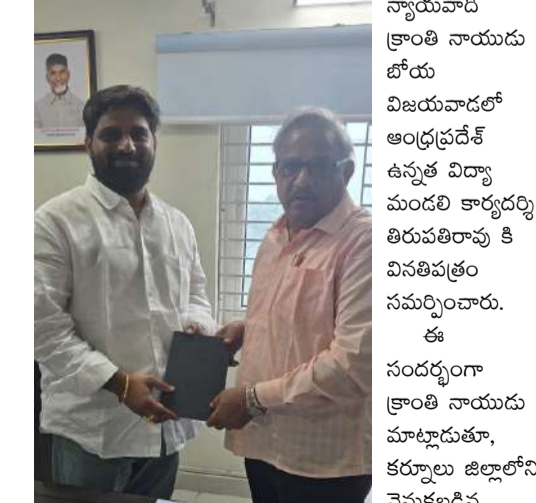 న్యాయవాది
క్రాంతి నాయుడు
బోయ
విజయవాడలో
ఆంధ్రప్రదేశ్
ఉన్నత విద్యా
మండలి కార్యదర్శి
తిరుపతిరావు కి
వినతిపత్రం
సమర్పించారు.
ఈ
సందర్భంగా
క్రాంతి నాయుడు
మాట్లాడుతూ,
కర్నూలు జిల్లాలోని